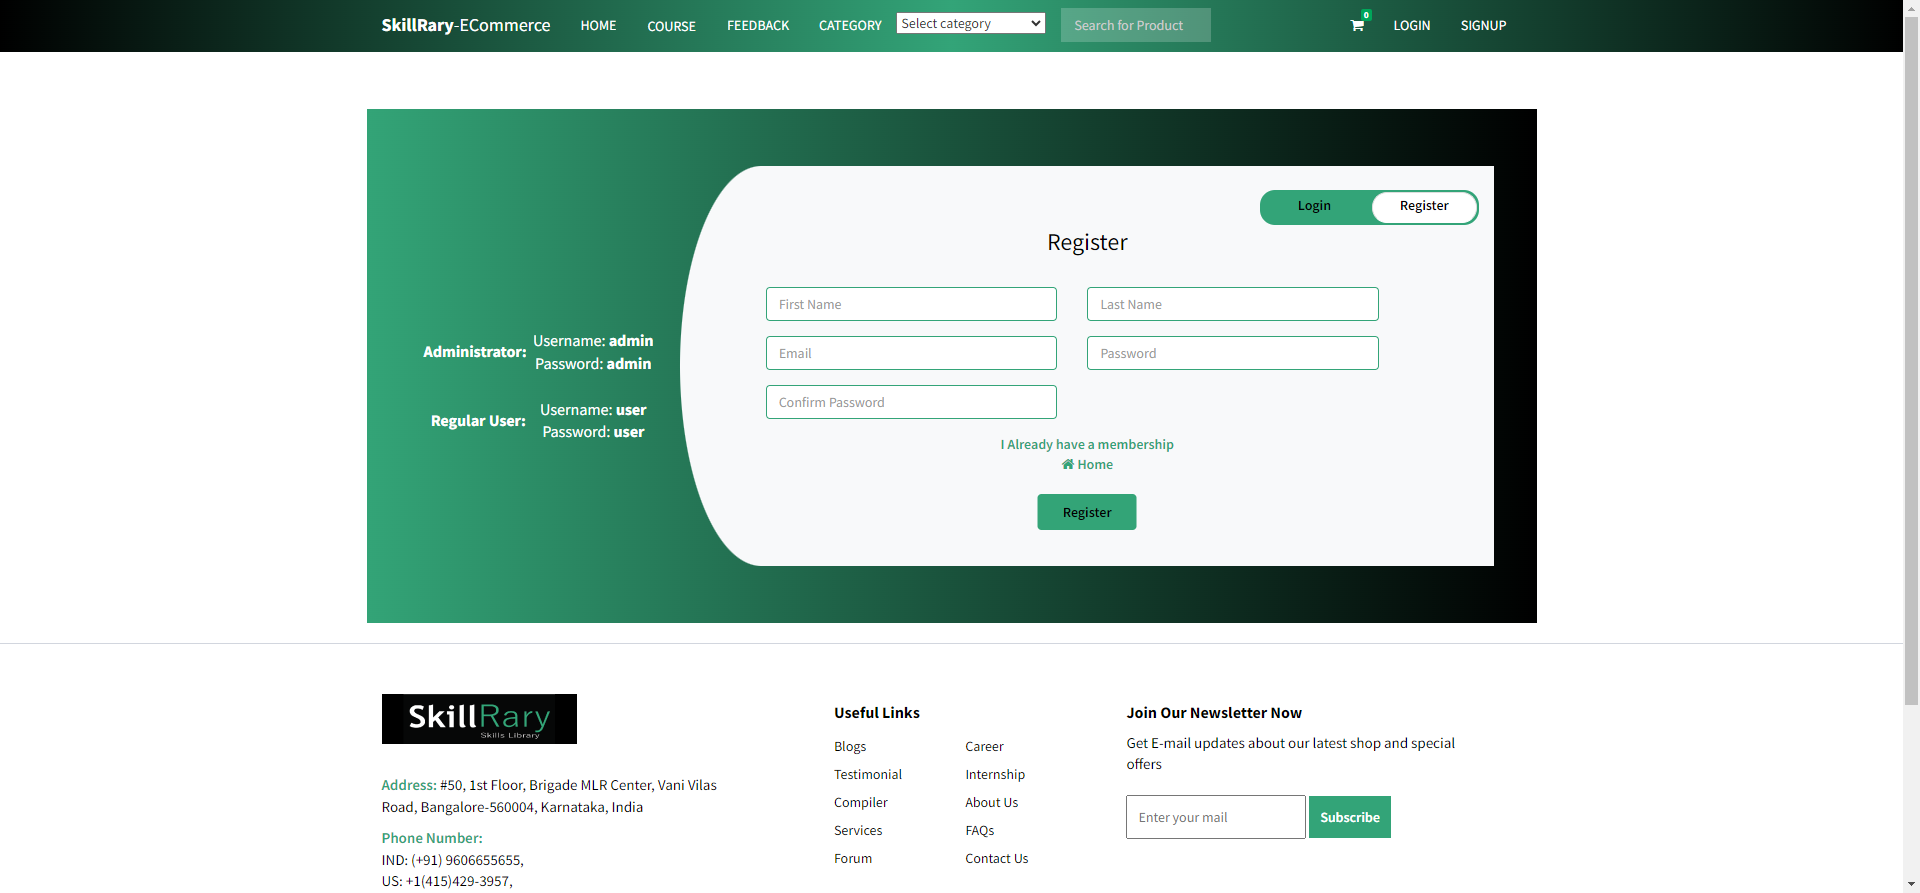 SkillRary-ECommerce HOME COURSE FEEDBACK CATEGORY Select category Search for Product 0 LOGIN SIGNUP
Login Register
Register
First Name Last Name
Email Password
Confirm Password
I Already have a membership
Home
Register
Administrator: Username: admin
Password: admin
Regular User: Username: user
Password: user
SkillRary
Skills Library
Address: #50, 1st Floor, Brigade MLR Center, Vani Vilas
Road, Bangalore-560004, Karnataka, India
Phone Number:
IND: (+91) 9606655655,
US: +1(415)429-3957,
Useful Links
Blogs Career
Testimonial Internship
Compiler About Us
Services FAQs
Forum Contact Us
Join Our Newsletter Now
Get E-mail updates about our latest shop and special
offers
Enter your mail Subscribe